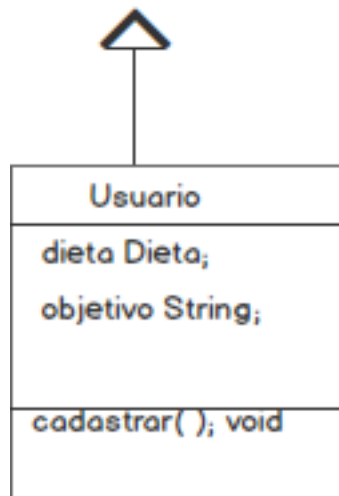 Usuario
dieta Dieta;
objetivo String;
cadastrar( ); void